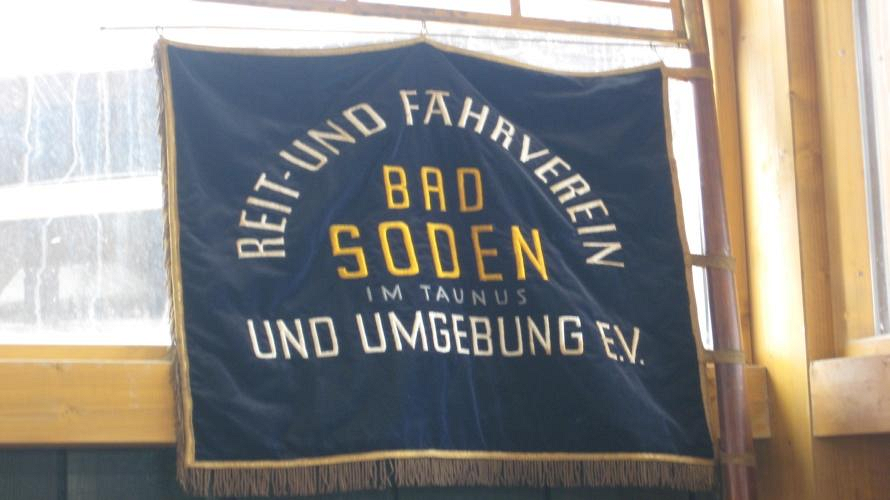 REIT-UND FAHRVEREIN
BAD
SODEN
IM TAUNUS
UND UMGEBUNG E.V.